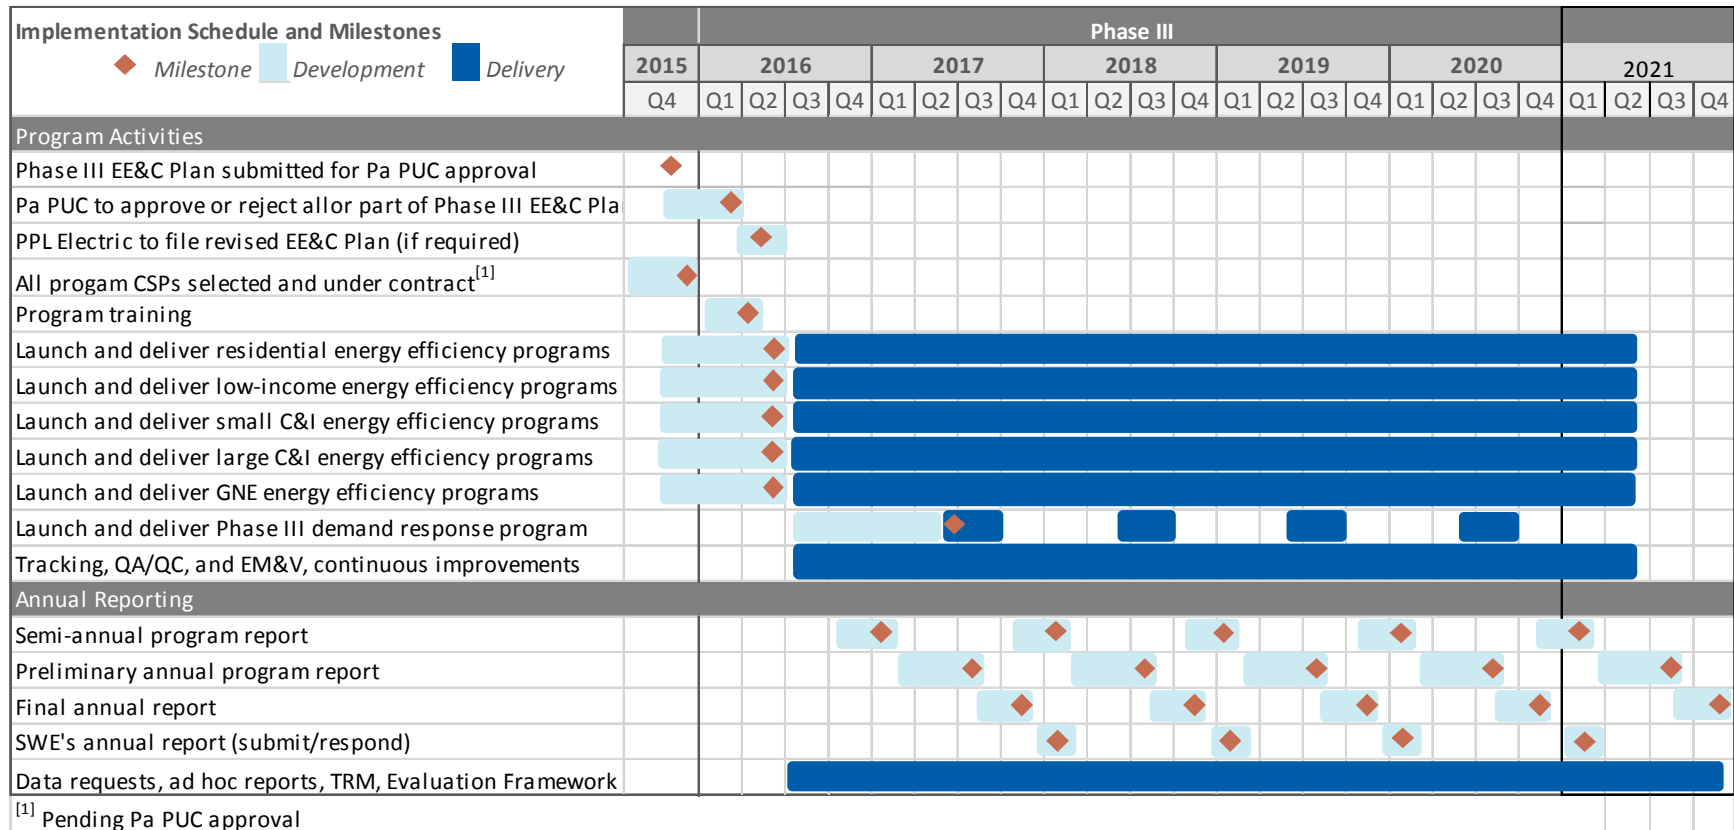 Implementation Schedule and Milestones
Milestone Development Delivery
Phase III
2015 2016 2017 2018 2019 2020 2021
Q4 Q1 Q2 Q3 Q4 Q1 Q2 Q3 Q4 Q1 Q2 Q3 Q4 Q1 Q2 Q3 Q4 Q1 Q2 Q3 Q4 Q1 Q2 Q3 Q4
Program Activities
Phase III EE&C Plan submitted for Pa PUC approval
Pa PUC to approve or reject allor part of Phase III EE&C Pla
PPL Electric to file revised EE&C Plan (if required)
All progam CSPs selected and under contract[1]
Program training
Launch and deliver residential energy efficiency programs
Launch and deliver low-income energy efficiency programs
Launch and deliver small C&I energy efficiency programs
Launch and deliver large C&I energy efficiency programs
Launch and deliver GNE energy efficiency programs
Launch and deliver Phase III demand response program
Tracking, QA/QC, and EM&V, continuous improvements
Annual Reporting
Semi-annual program report
Preliminary annual program report
Final annual report
SWE's annual report (submit/respond)
Data requests, ad hoc reports, TRM, Evaluation Framework
[1] Pending Pa PUC approval